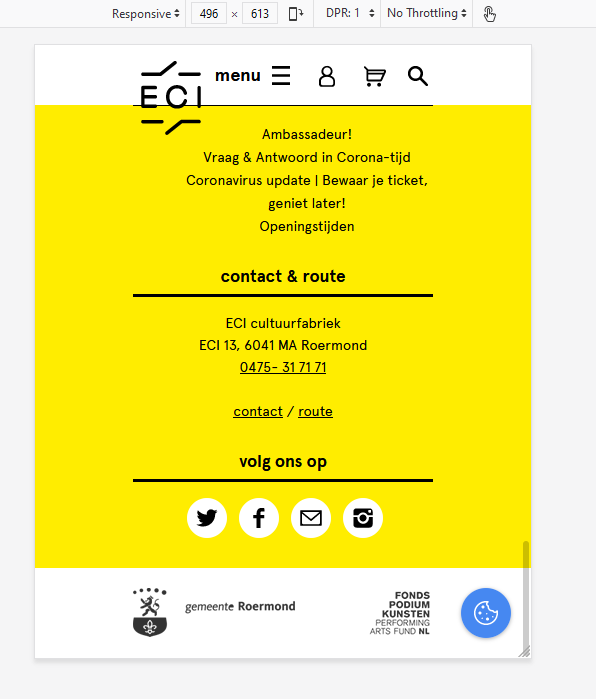 Responsive 496 × 613 DPR: 1 No Throttling
ECI menu
Ambassadeur!
Vraag & Antwoord in Corona-tijd
Coronavirus update | Bewaar je ticket,
geniet later!
Openingstijden
contact & route
ECI cultuurfabriek
ECI 13, 6041 MA Roermond
0475- 31 71 71
contact / route
volg ons op
gemeente Roermond
FONDS
PODIUM
KUNSTEN
PERFORMING
ARTS FUND NL